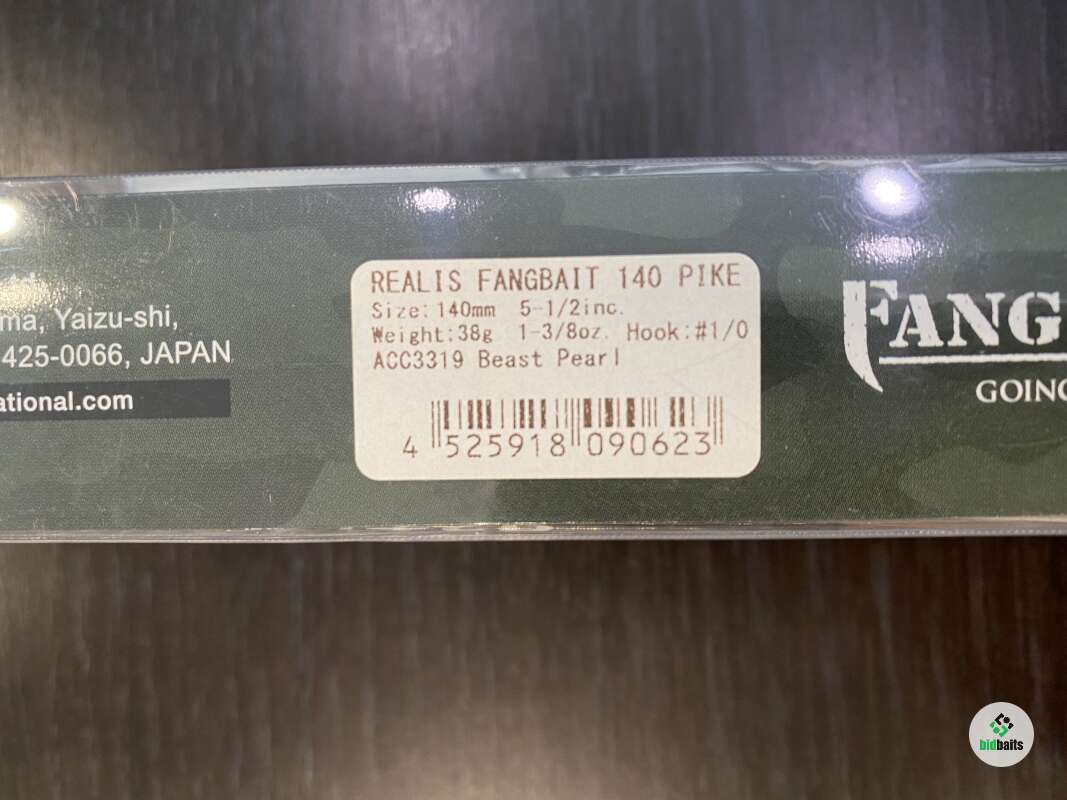 ma, Yaizu-shi,
425-0066, JAPAN
ational.com
REALIS FANGBAIT 140 PIKE
Size:140mm 5-1/2inc.
Weight:38g 1-3/8oz. Hook:#1/0
ACC3319 Beast Pearl
4 525918 090623
FANG
GOING
bidbaits